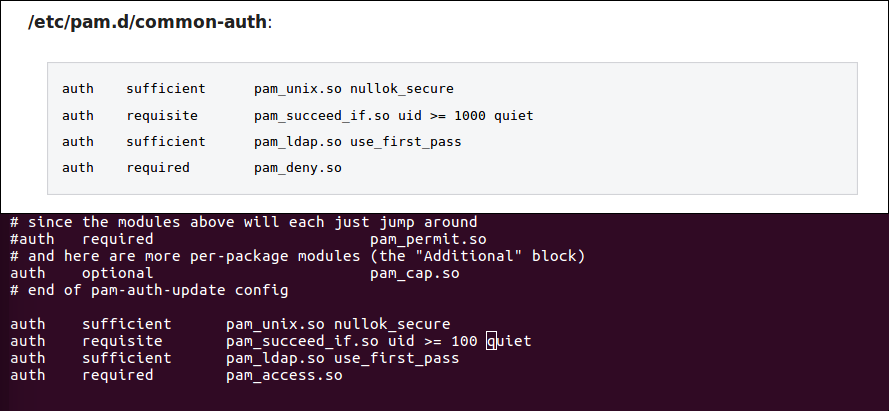 /etc/pam.d/common-auth:
auth    sufficient      pam_unix.so nullok_secure
auth    requisite       pam_succeed_if.so uid >= 1000 quiet
auth    sufficient      pam_ldap.so use_first_pass
auth    required        pam_deny.so
# since the modules above will each just jump around
#auth   required                        pam_permit.so
# and here are more per-package modules (the "Additional" block)
auth    optional                        pam_cap.so
# end of pam-auth-update config
auth    sufficient      pam_unix.so nullok_secure
auth    requisite       pam_succeed_if.so uid >= 100 quiet
auth    sufficient      pam_ldap.so use_first_pass
auth    required        pam_access.so